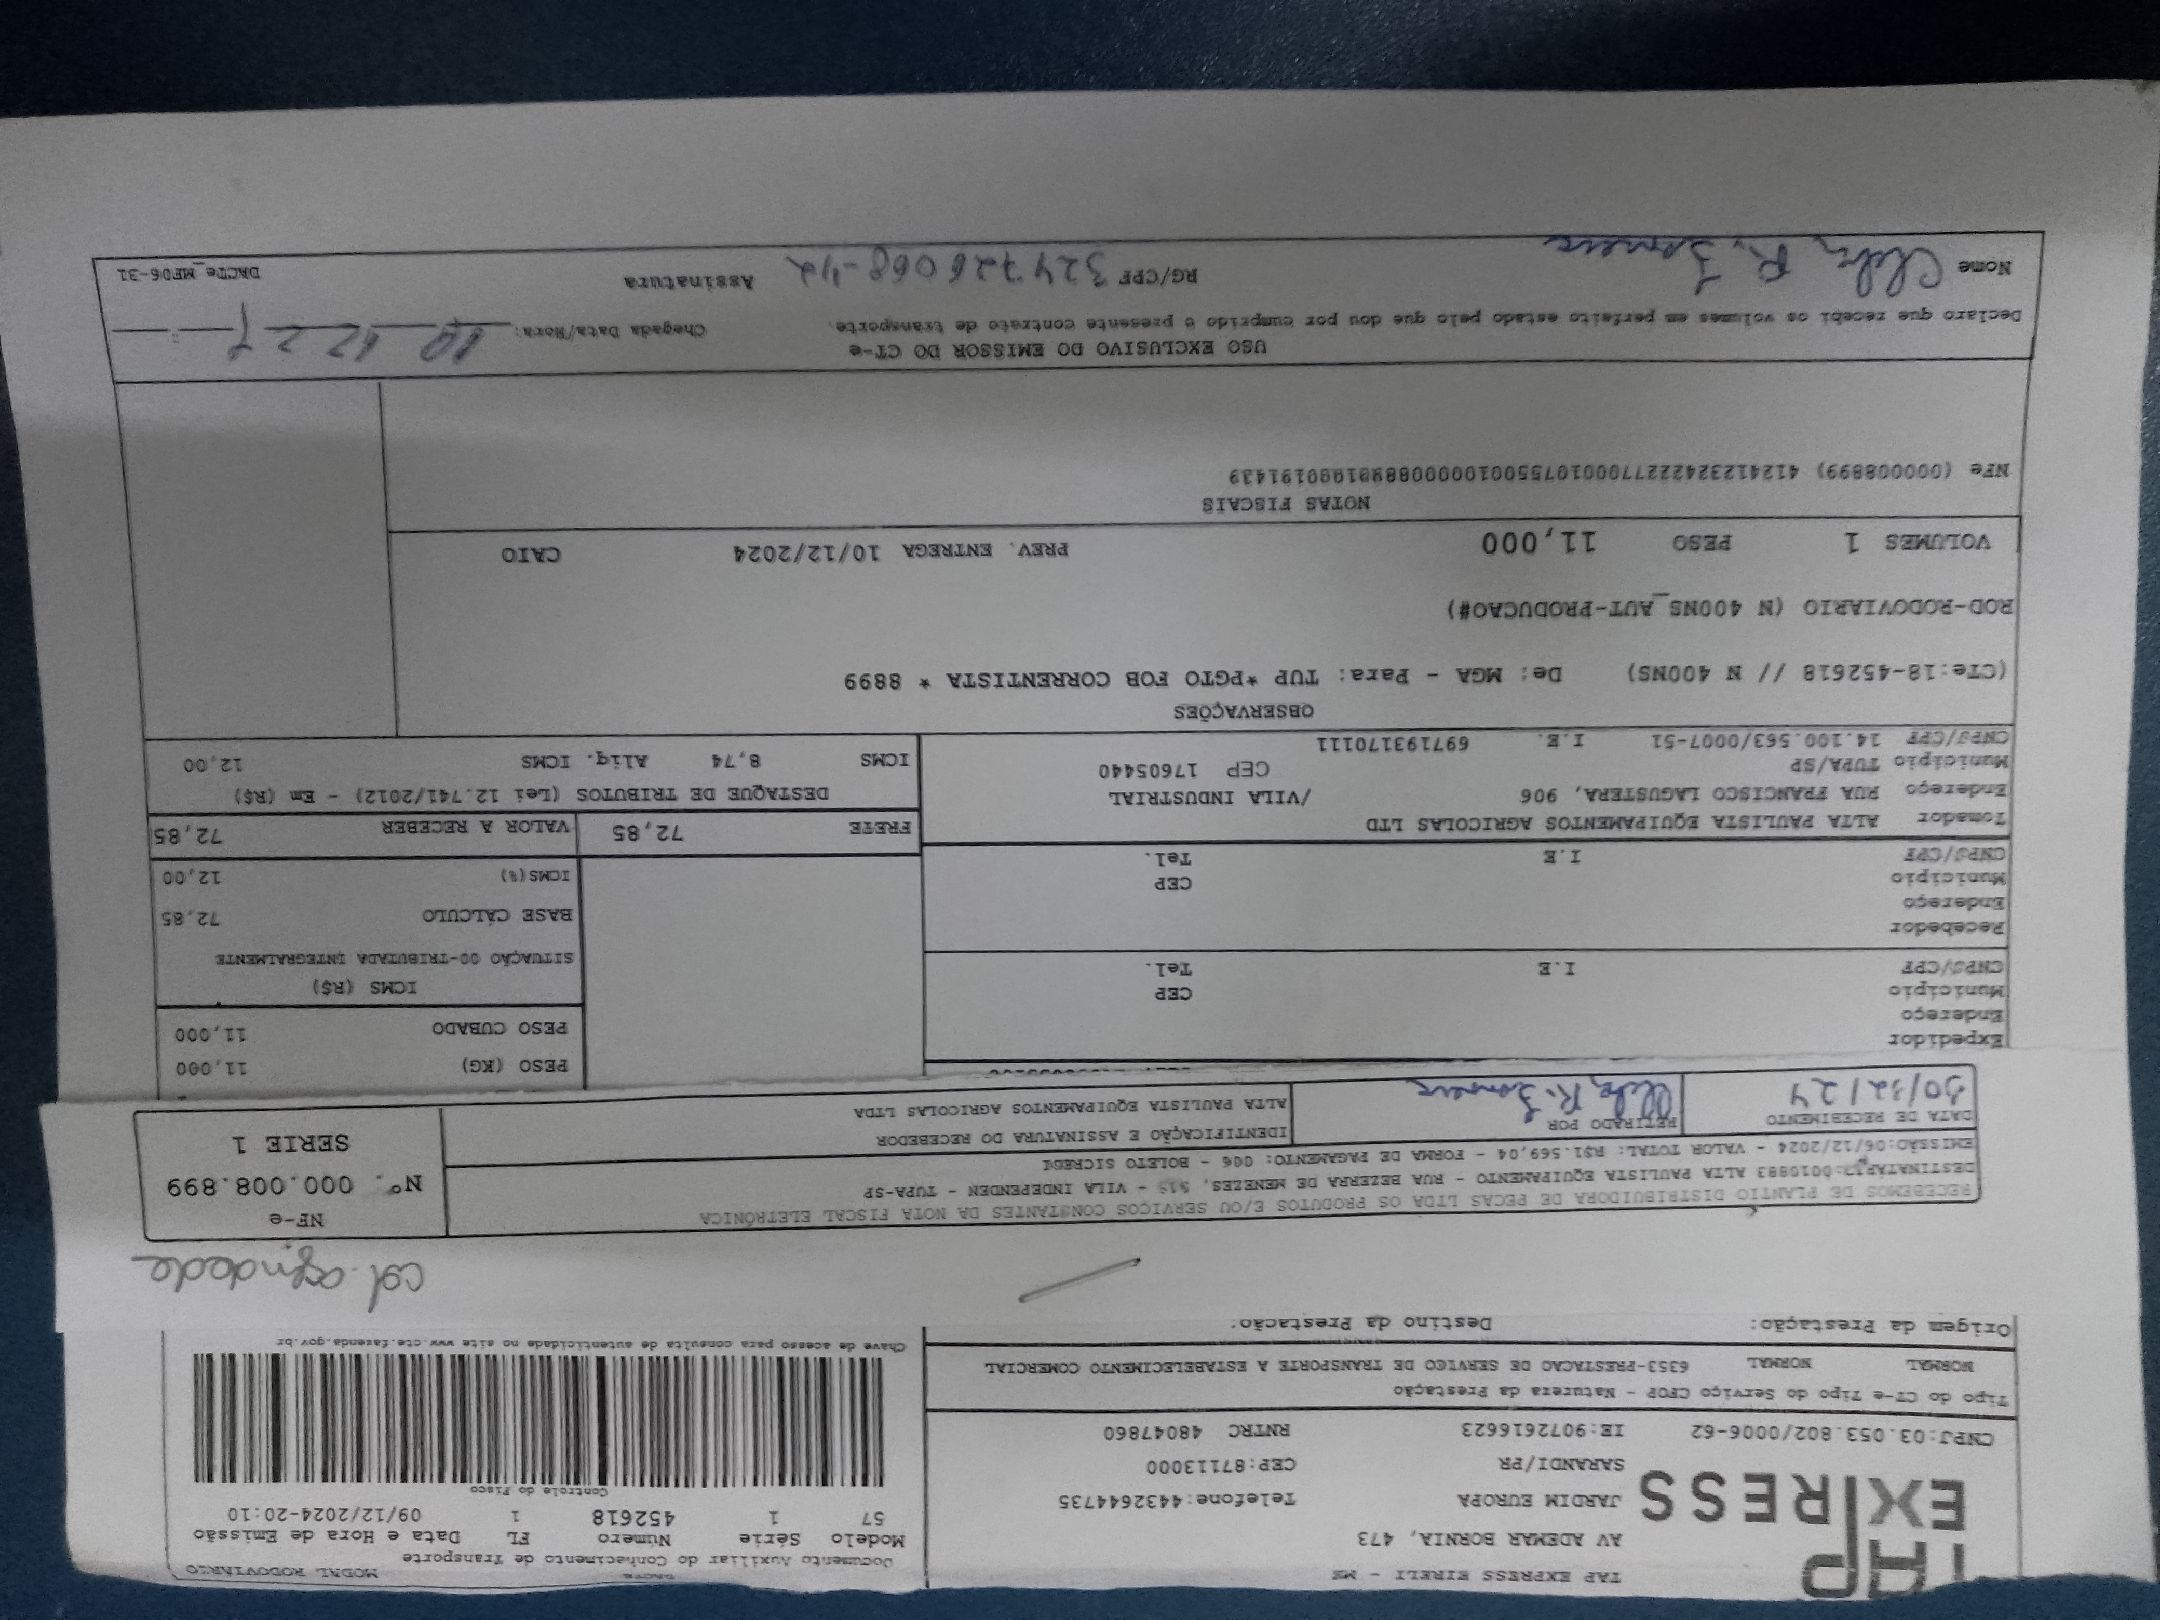 TAP EXPRESS
TAP EXPRESS EIRELI - ME
AV ADEMAR BORNIA, 473
JARDIM EUROPA Telefone:4432644735
SARANDI/PR CEP:87113000
CNPJ:03.053.802/0006-62 IE:9072616623 RNTRC 48047860
DACTE MODAL RODOVIARIO
Documento Auxiliar do Conhecimento de Transporte
Modelo Série Número FL Data e Hora de Emissão
57 1 452618 1 09/12/2024-20:10
Controle do Fisco
Chave de acesso para consulta de autenticidade no site www.cte.fazenda.gov.br
Tipo do CT-e Tipo do Serviço CFOP - Natureza da Prestação
NORMAL NORMAL 6353-PRESTACAO DE SERVICO DE TRANSPORTE A ESTABELECIMENTO COMERCIAL
Origem da Prestação: Destino da Prestação:
RECEBEMOS DE PLANTIO DISTRIBUIDORA DE PECAS LTDA OS PRODUTOS E/OU SERVIÇOS CONSTANTES DA NOTA FISCAL ELETRÔNICA
ALTA PAULISTA EQUIPAMENTO - RUA BEZERRA DE MENEZES, - VILA INDEPENDEN - TUPA-SP
EMISSÃO:06/12/2024 - VALOR TOTAL: R$1.569,04 - FORMA DE PAGAMENTO: 006 - BOLETO SICREDI
DATA DE RECEBIMENTO RETIRADO POR IDENTIFICAÇÃO E ASSINATURA DO RECEBEDOR
ALTA PAULISTA EQUIPAMENTOS AGRICOLAS LTDA
NF-e
Nº. 000.008.899
SERIE 1
Expedidor
Endereço
Município CEP
CNPJ/CPF I.E Tel.
Recebedor
Endereço
Município CEP
CNPJ/CPF I.E Tel.
PESO (KG) 11,000
PESO CUBADO 11,000
ICMS (R$)
SITUAÇÃO 00-TRIBUTADA INTEGRALMENTE
BASE CÁLCULO 72,85
ICMS(%) 12,00
Tomador ALTA PAULISTA EQUIPAMENTOS AGRICOLAS LTD
Endereço RUA FRANCISCO LAGUSTERA, 906 /VILA INDUSTRIAL
Município TUPA/SP CEP 17605440
CNPJ/CPF 14.100.563/0007-51 I.E. 697193170111
FRETE 72,85 VALOR A RECEBER 72,85
DESTAQUE DE TRIBUTOS (Lei 12.741/2012) - Em (R$)
ICMS 8,74 Aliq. ICMS 12,00
OBSERVAÇÕES
(CTe:18-452618 // N 400NS) De: MGA - Para: TUP *PGTO FOB CORRENTISTA * 8899
ROD-RODOVIARIO (N 400NS_AUT-PRODUCAO#)
VOLUMES 1 PESO 11,000 PREV. ENTREGA 10/12/2024 CAIO
NOTAS FISCAIS
NFe (000008899)
USO EXCLUSIVO DO EMISSOR DO CT-e
Declaro que recebi os volumes em perfeito estado pelo que dou por cumprido o presente contrato de transporte. Chegada Data/Hora:
Nome RG/CPF Assinatura
DACTe_MF06-31